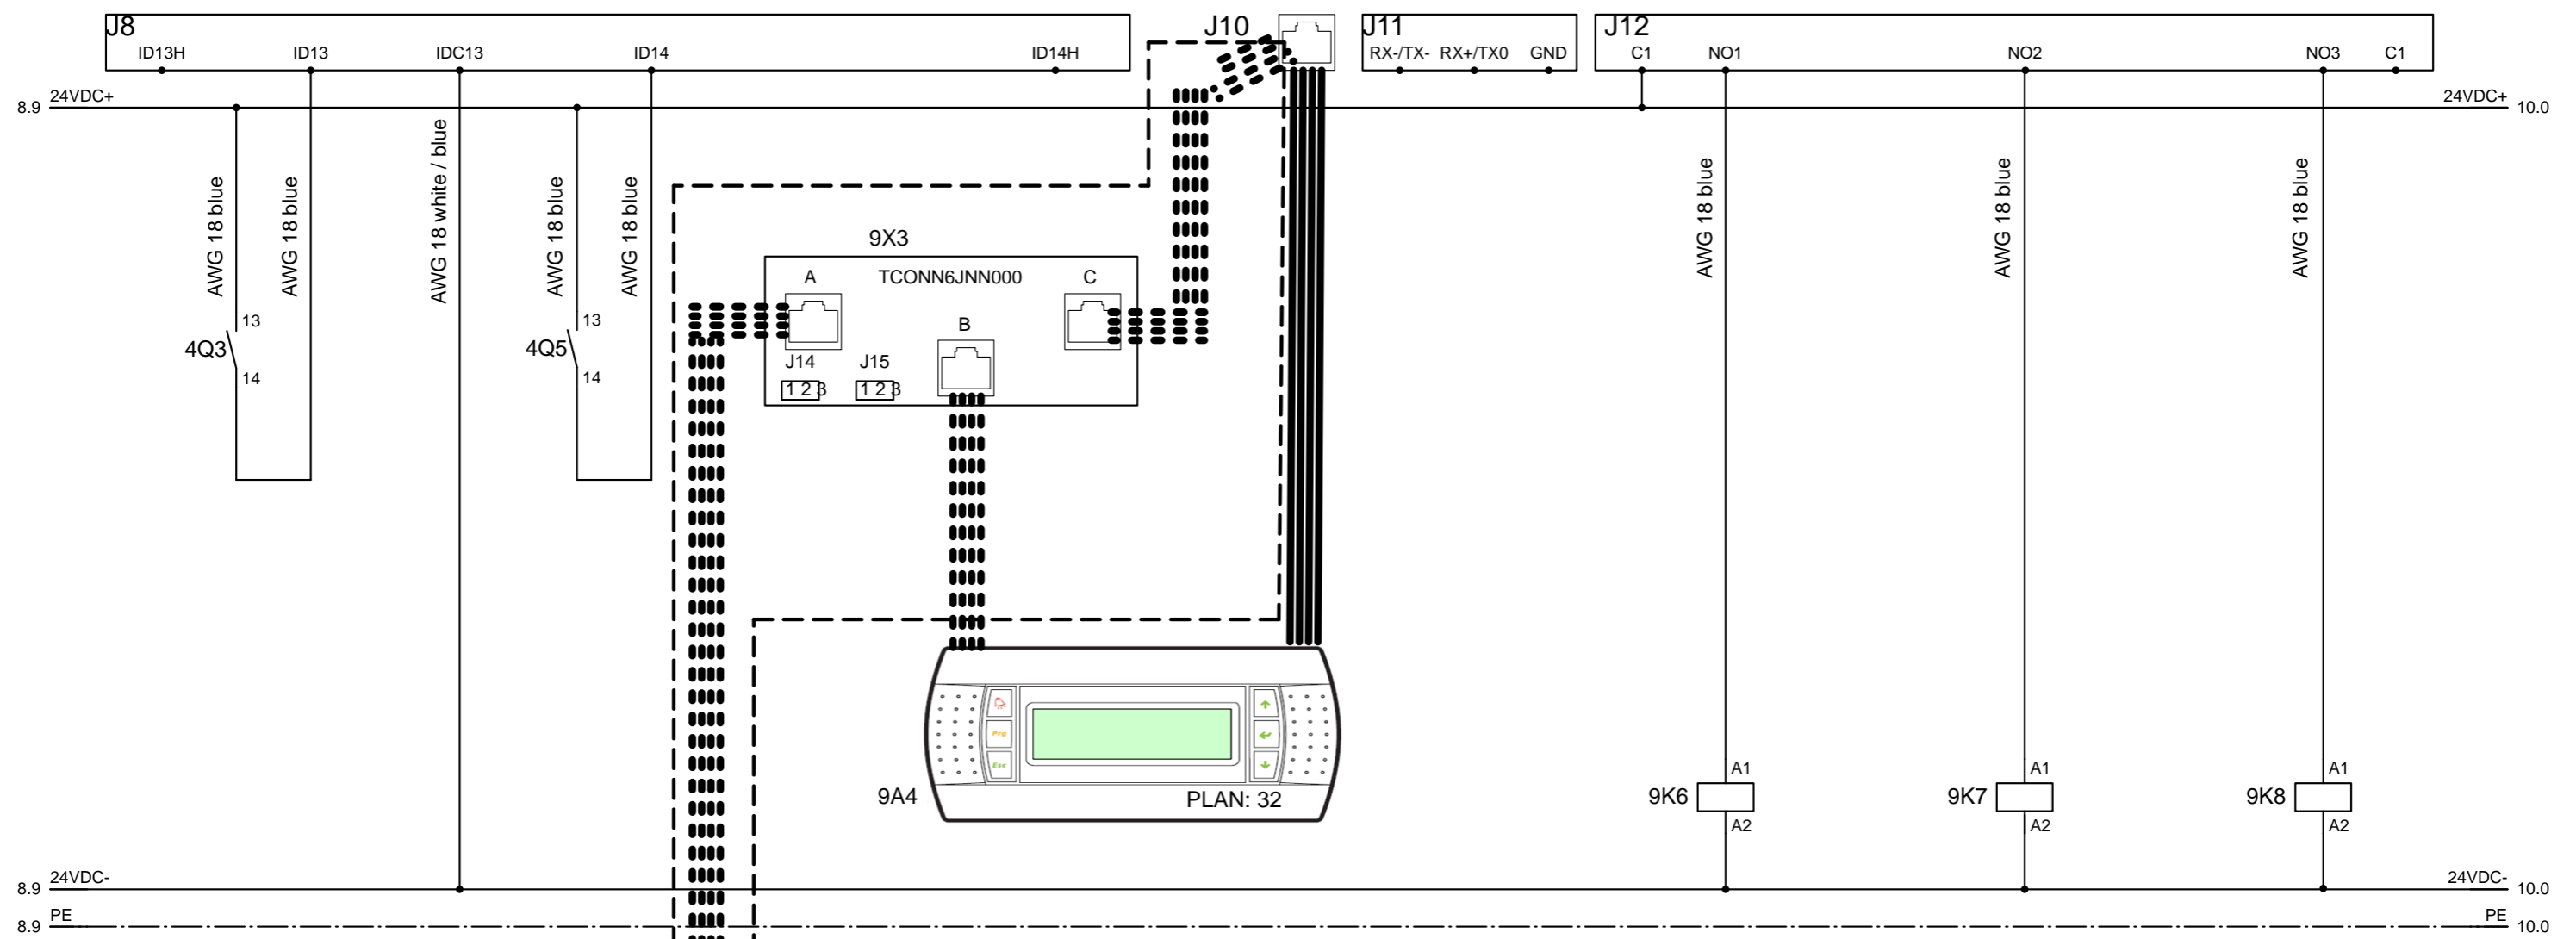 J8
J10
J11
J12
ID13H ID13 IDC13 ID14 ID14H
RX-/TX- RX+/TX0 GND
C1 NO1 NO2 NO3 C1
8.9 24VDC+
24VDC+ 10.0
AWG 18 blue
AWG 18 blue
AWG 18 white / blue
AWG 18 blue
AWG 18 blue
AWG 18 blue
AWG 18 blue
AWG 18 blue
9X3
A TCONN6JNN000 C
B
J14 J15
1 2 3 1 2 3
13
4Q3
14
13
4Q5
14
Prg
Esc
9A4 PLAN: 32
A1
9K6
A2
A1
9K7
A2
A1
9K8
A2
8.9 24VDC-
24VDC- 10.0
8.9 PE
PE 10.0